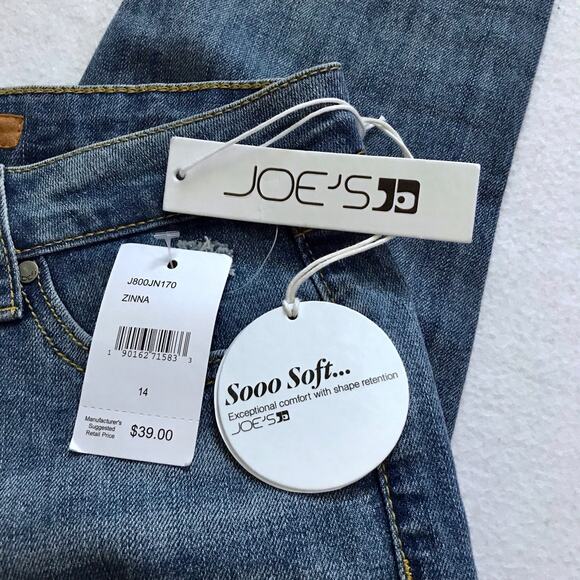 JOE'S
J800JN170
ZINNA
1 90162 71583 3
14
Manufacturer's
Suggested
Retail Price
$39.00
Sooo Soft...
Exceptional comfort with shape retention
JOE'S